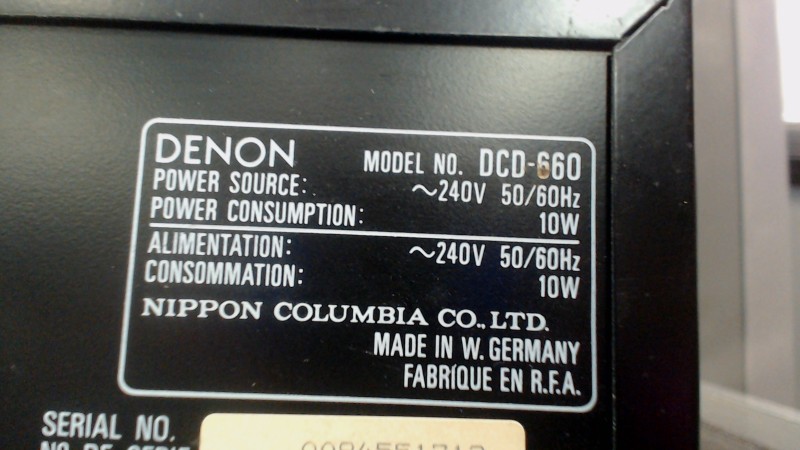 DENON MODEL NO. DCD-660
POWER SOURCE: ~240V 50/60Hz
POWER CONSUMPTION: 10W
ALIMENTATION: ~240V 50/60Hz
CONSOMMATION: 10W
NIPPON COLUMBIA CO., LTD.
MADE IN W. GERMANY
FABRIQUE EN R.F.A.
SERIAL NO.